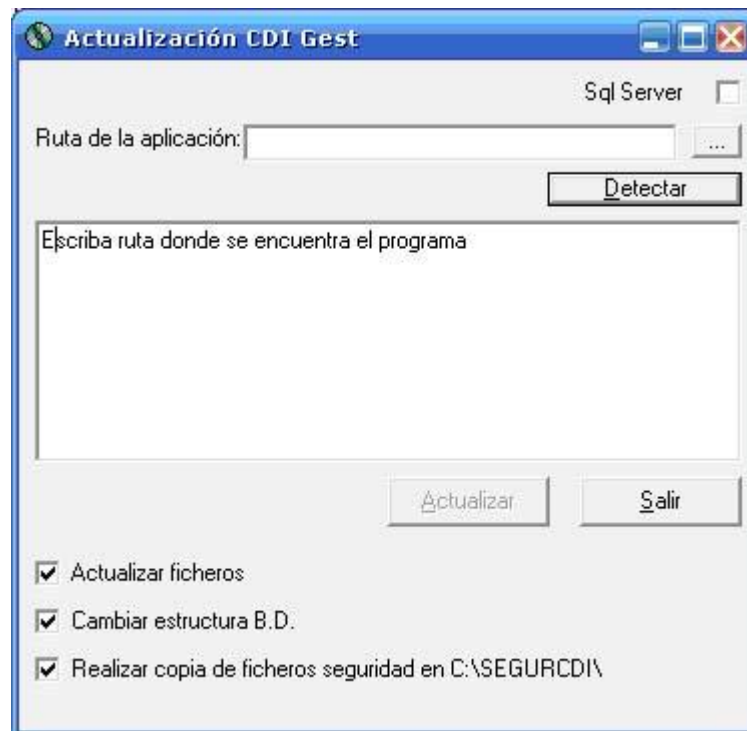 Actualización CDI Gest
Sql Server
Ruta de la aplicación: ...
Detectar
Escriba ruta donde se encuentra el programa
Actualizar Salir
Actualizar ficheros
Cambiar estructura B.D.
Realizar copia de ficheros seguridad en C:\SEGURCDI\